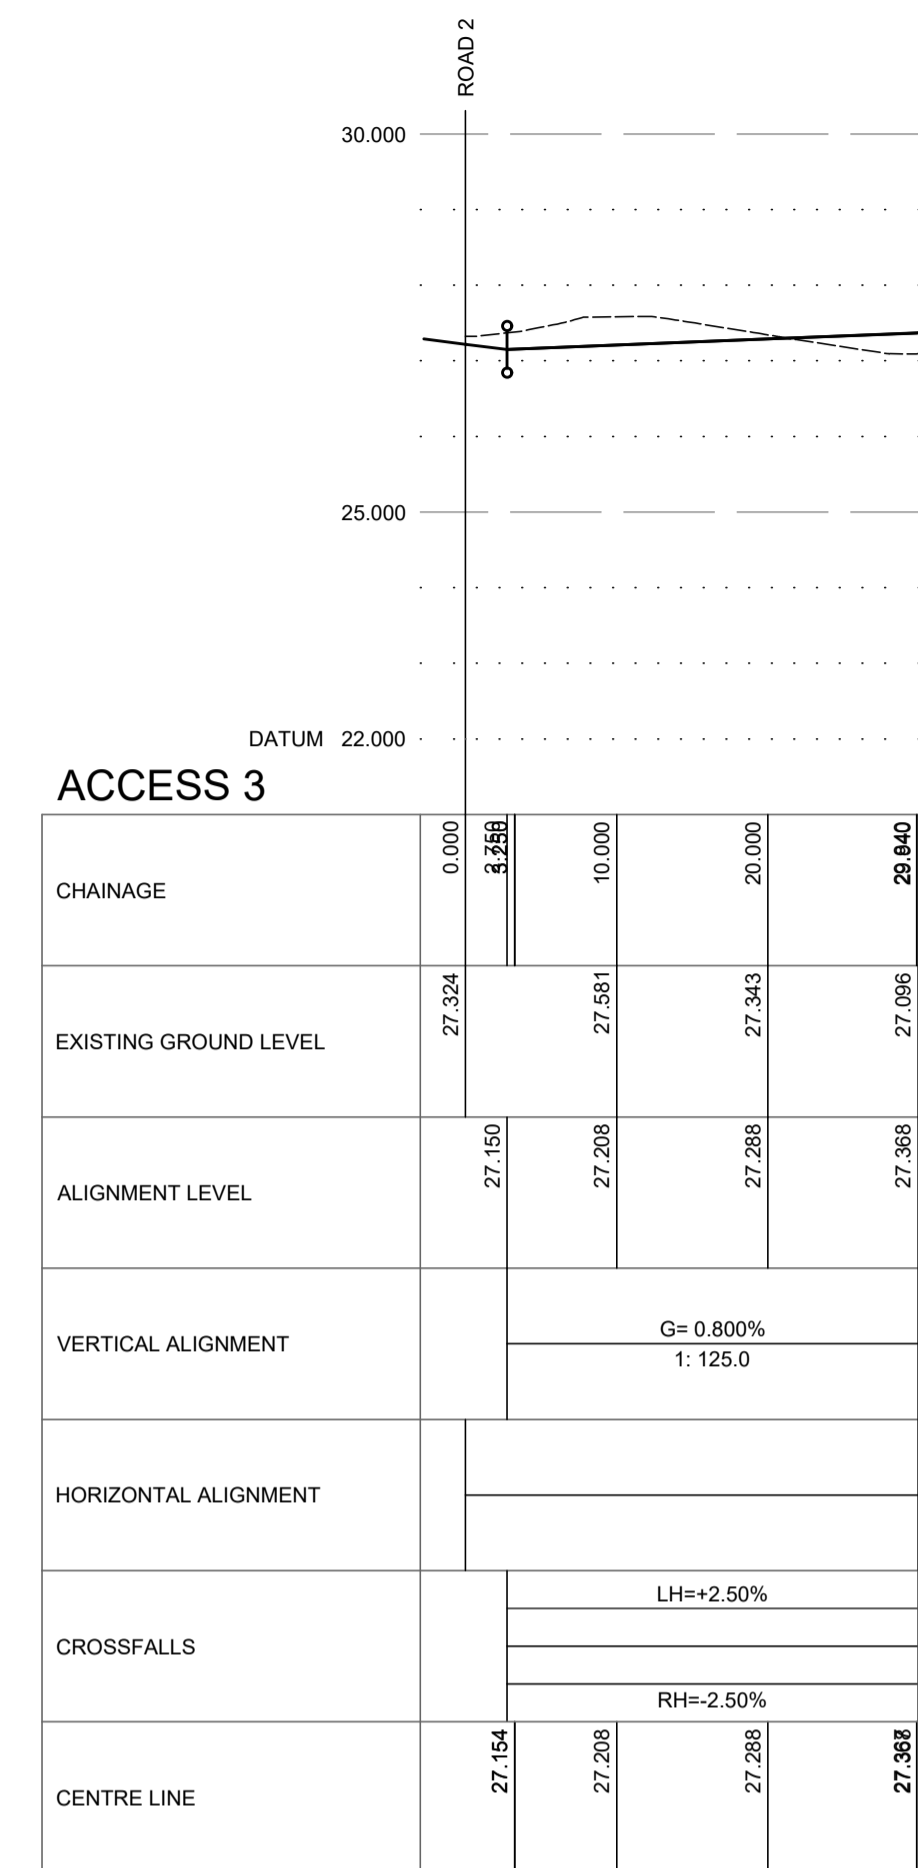 ROAD 2
30.000
25.000
DATUM 22.000
ACCESS 3
CHAINAGE
0.000
10.000
20.000
EXISTING GROUND LEVEL
27.324
27.581
27.343
27.096
ALIGNMENT LEVEL
27.150
27.208
27.288
27.368
VERTICAL ALIGNMENT
G= 0.800%
1: 125.0
HORIZONTAL ALIGNMENT
CROSSFALLS
LH=+2.50%
RH=-2.50%
CENTRE LINE
27.154
27.208
27.288